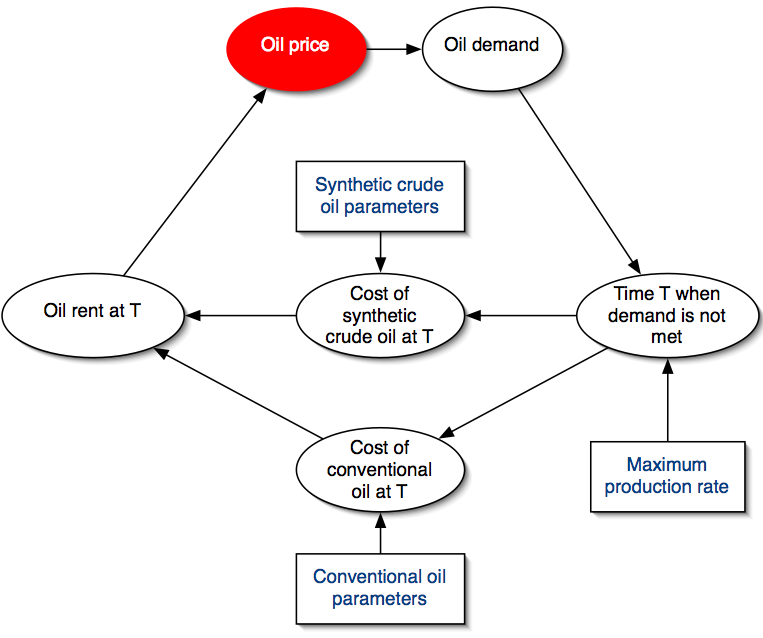 Oil price
Oil demand
Synthetic crude
oil parameters
Oil rent at T
Cost of
synthetic
crude oil at T
Time T when
demand is not
met
Cost of
conventional
oil at T
Maximum
production rate
Conventional oil
parameters